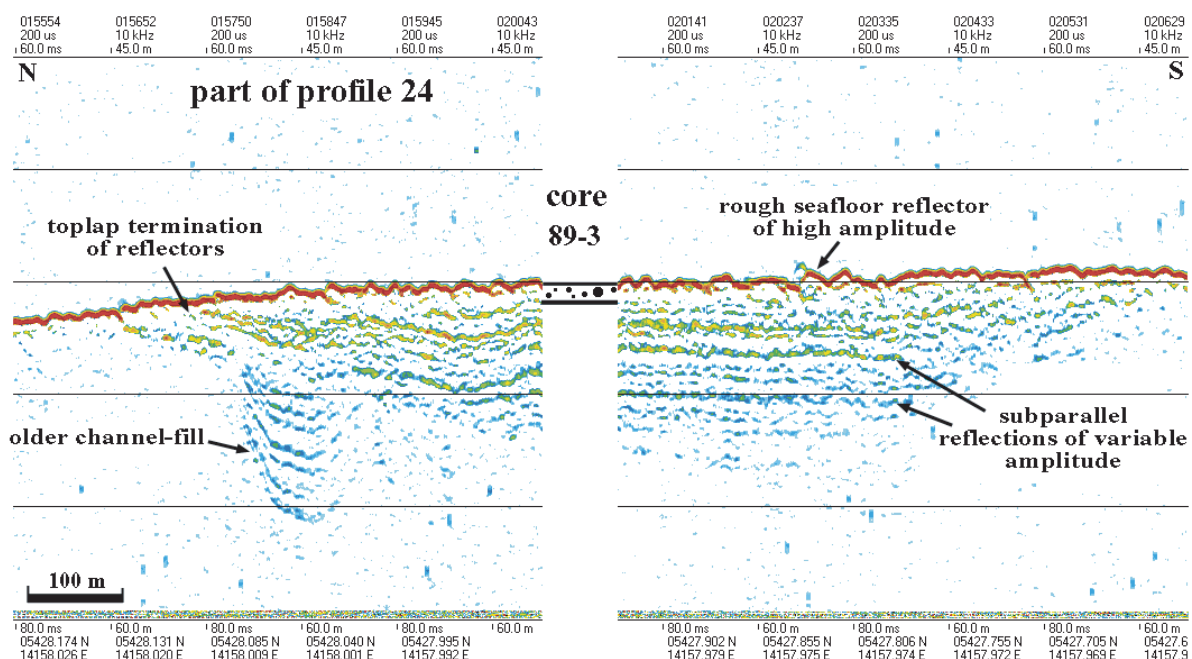 015554 015652 015750 015847 015945 020043 020141 020237 020335 020433 020531 020629
200 us 10 kHz 200 us 10 kHz 200 us 10 kHz 200 us 10 kHz 200 us 10 kHz 200 us 10 kHz
60.0 ms 45.0 m 60.0 ms 45.0 m 60.0 ms 45.0 m 60.0 ms 45.0 m 60.0 ms 45.0 m 60.0 ms 45.0 m
N S
part of profile 24
core
89-3
rough seafloor reflector
of high amplitude
toplap termination
of reflectors
older channel-fill
subparallel
reflections of variable
amplitude
100 m
80.0 ms 60.0 m 80.0 ms 60.0 m 80.0 ms 60.0 m 80.0 ms 60.0 m 80.0 ms 60.0 m 80.0 ms 60.0 m
05428.174 N 05428.131 N 05428.085 N 05428.040 N 05427.995 N 05427.902 N 05427.855 N 05427.806 N 05427.755 N 05427.705 N 05427.6
14158.026 E 14158.020 E 14158.009 E 14158.001 E 14157.992 E 14157.979 E 14157.975 E 14157.974 E 14157.972 E 14157.969 E 14157.9